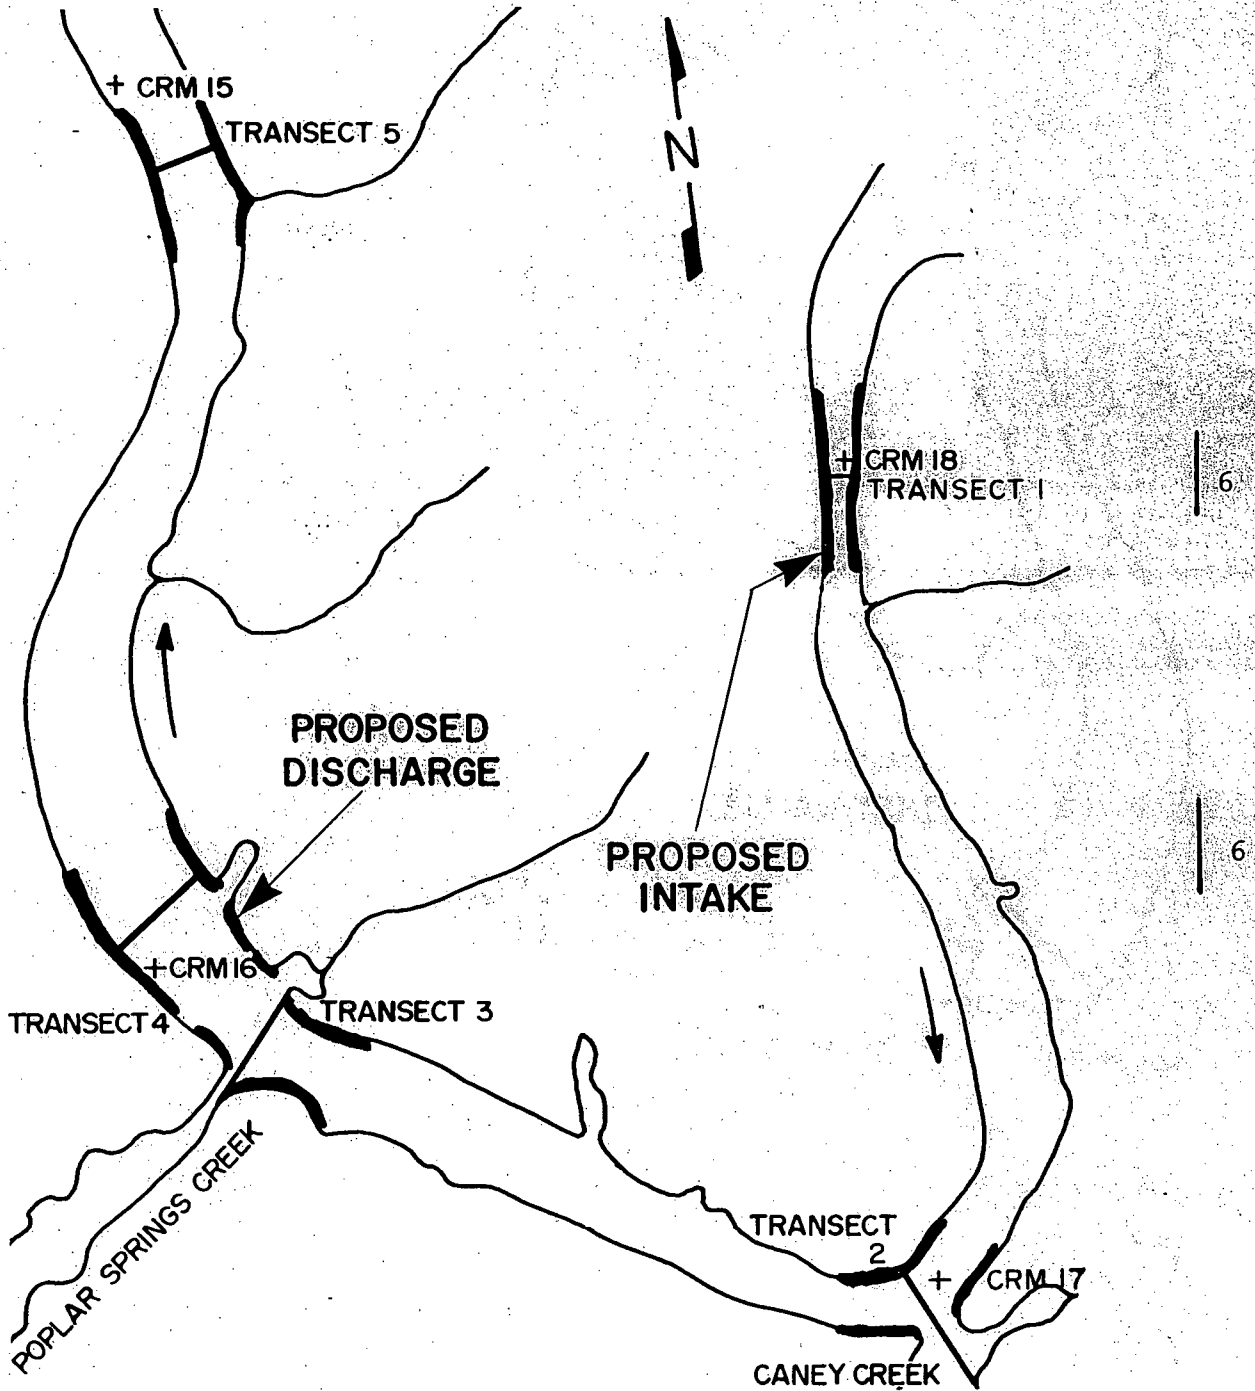 + CRM 15
TRANSECT 5
N
+ CRM 18
TRANSECT 1
6
PROPOSED
DISCHARGE
PROPOSED
INTAKE
6
+ CRM 16
TRANSECT 4
TRANSECT 3
POPLAR SPRINGS CREEK
TRANSECT
2
+ CRM 17
CANEY CREEK